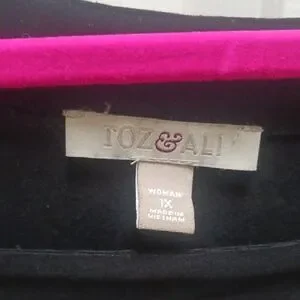 roz&ALI
WOMAN
1X
MADE IN
VIETNAM